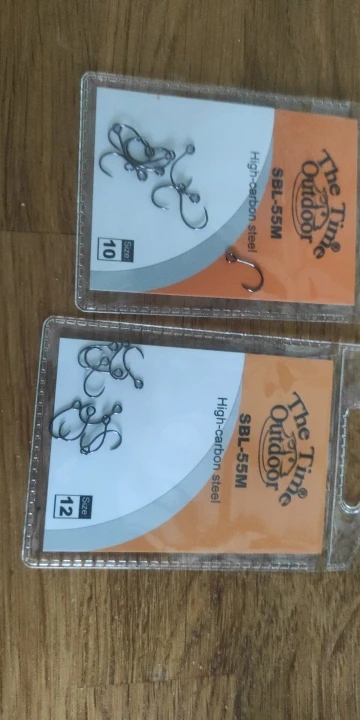 The Time
Outdoor
SBL-55M
High-carbon steel
Size
10
The Time
Outdoor
SBL-55M
High-carbon steel
Size
12